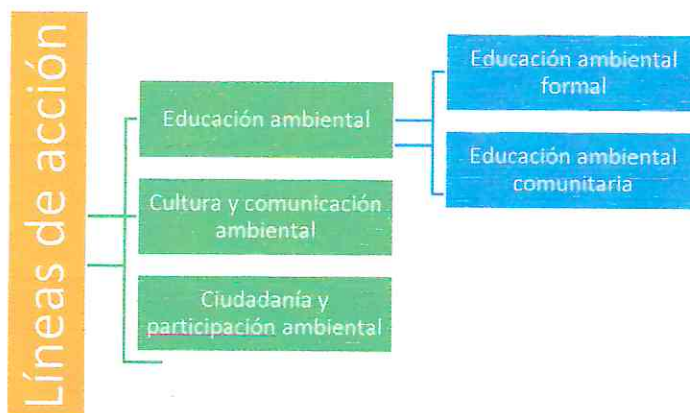 Líneas de acción
Educación ambiental
Educación ambiental
formal
Educación ambiental
comunitaria
Cultura y comunicación
ambiental
Ciudadanía y
participación ambiental